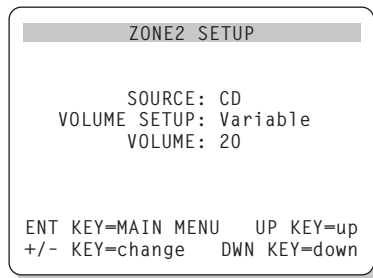 ZONE2 SETUP
SOURCE: CD
VOLUME SETUP: Variable
VOLUME: 20
ENT KEY=MAIN MENU UP KEY=up
+/- KEY=change DWN KEY=down